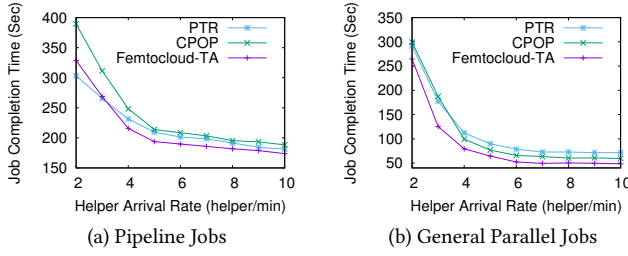 Job Completion Time (Sec)
400
350
300
250
200
150
2
4
6
8
10
PTR
CPOP
Femtocloud-TA
Helper Arrival Rate (helper/min)
(a) Pipeline Jobs
Job Completion Time (Sec)
350
300
250
200
150
100
50
2
4
6
8
10
PTR
CPOP
Femtocloud-TA
Helper Arrival Rate (helper/min)
(b) General Parallel Jobs